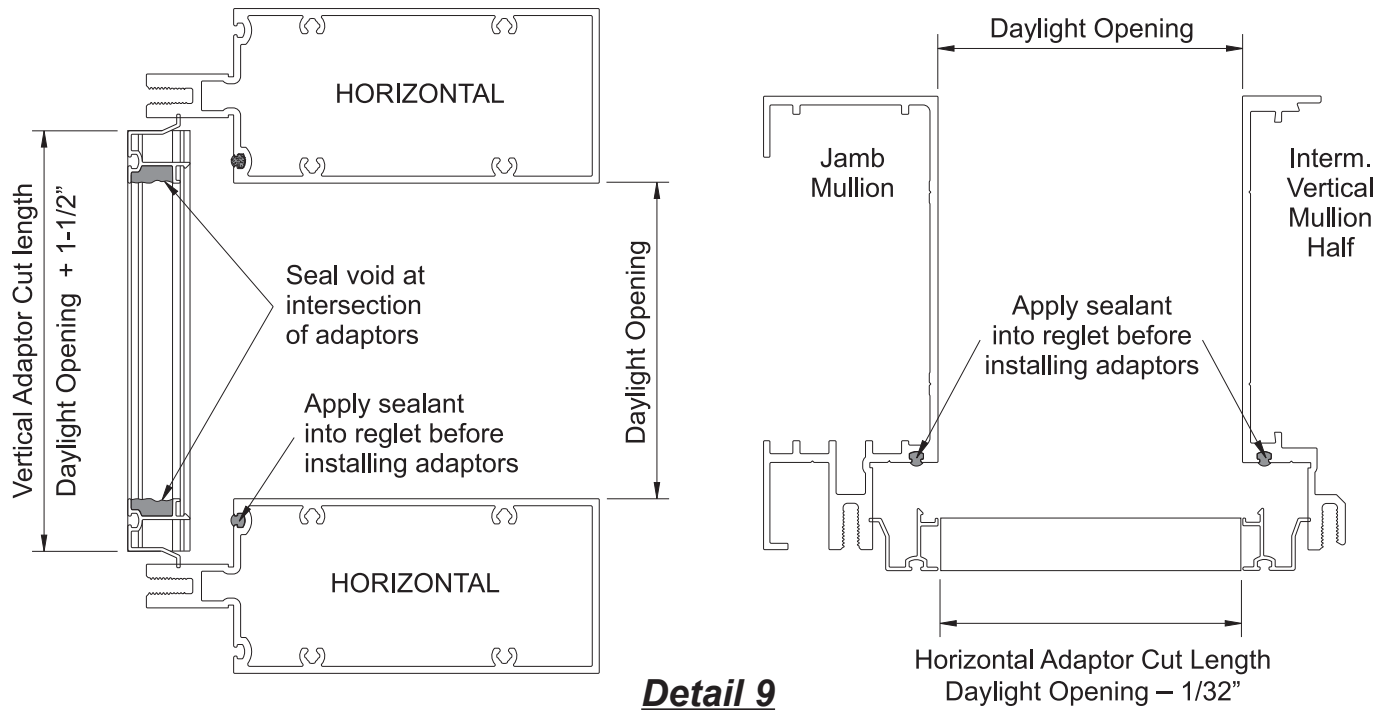 HORIZONTAL
Vertical Adaptor Cut length
Daylight Opening + 1-1/2”
Seal void at
intersection
of adaptors
Apply sealant
into reglet before
installing adaptors
Daylight Opening
HORIZONTAL
Daylight Opening
Jamb
Mullion
Interm.
Vertical
Mullion
Half
Apply sealant
into reglet before
installing adaptors
Horizontal Adaptor Cut Length
Daylight Opening – 1/32”
Detail 9